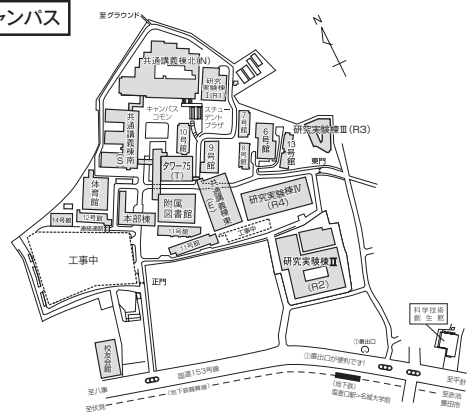 ャンパス
至グラウンド
N
共通講義棟北(N)
研究
実験棟
I(R1)
キャンパス
コモン
スチュー
デント
プラザ
共通講義棟南
S
10号館
7号館
6号館
研究実験棟Ⅲ(R3)
13号館
8号館
9号館
東門
タワー75
(T)
体育館
共通講義棟東
(E)
研究実験棟Ⅳ
(R4)
附属
図書館
14号館
12号館
本部棟
11号館
11号館
工事中
工事中
研究実験棟Ⅱ
(R2)
正門
科学技術
創生館
①番出口
①番出口が便利です!
校友会館
国道153号線
至八事
(地下鉄鶴舞線)
至伏見
(地下鉄)
塩釜口駅=名城大学前
至平針
至赤池
豊田市